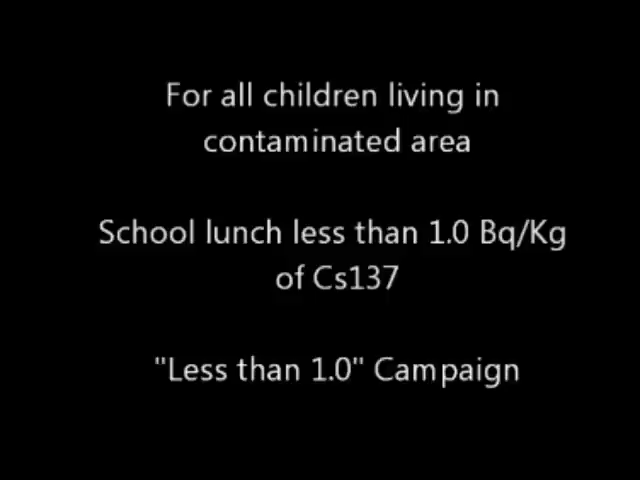 For all children living in
contaminated area
School lunch less than 1.0 Bq/Kg
of Cs137
"Less than 1.0" Campaign